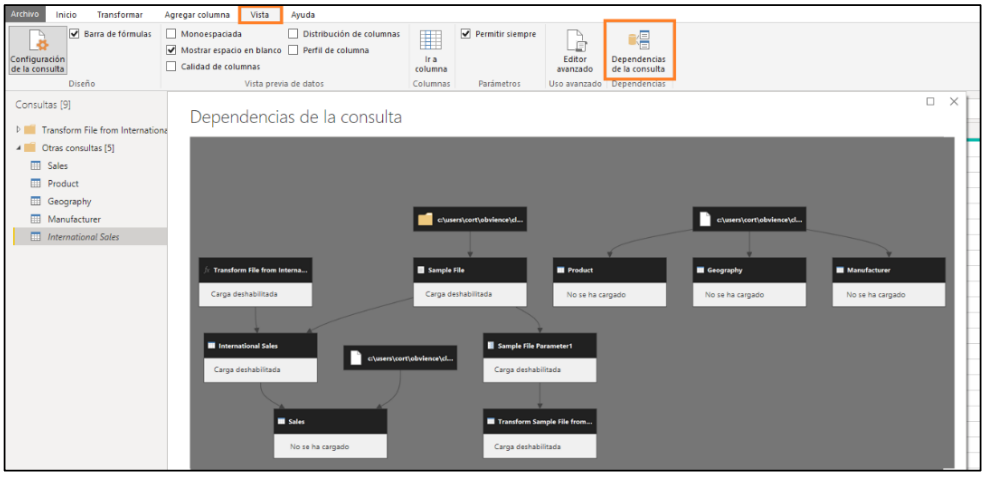 Archivo Inicio Transformar Agregar columna Vista Ayuda
Configuración de la consulta
Barra de fórmulas
Diseño
Monoespaciada
Mostrar espacio en blanco
Calidad de columnas
Distribución de columnas
Perfil de columna
Vista previa de datos
Ir a columna
Columnas
Permitir siempre
Parámetros
Editor avanzado
Uso avanzado
Dependencias de la consulta
Dependencias
Consultas [9]
Transform File from Internationa
Otras consultas [5]
Sales
Product
Geography
Manufacturer
International Sales
Dependencias de la consulta
c:\users\cort\obvience\cl...
c:\users\cort\obvience\cl...
fx Transform File from Interna...
Carga deshabilitada
Sample File
Carga deshabilitada
Product
No se ha cargado
Geography
No se ha cargado
Manufacturer
No se ha cargado
International Sales
Carga deshabilitada
c:\users\cort\obvience\cl...
Sample File Parameter1
Carga deshabilitada
Sales
No se ha cargado
Transform Sample File from...
Carga deshabilitada